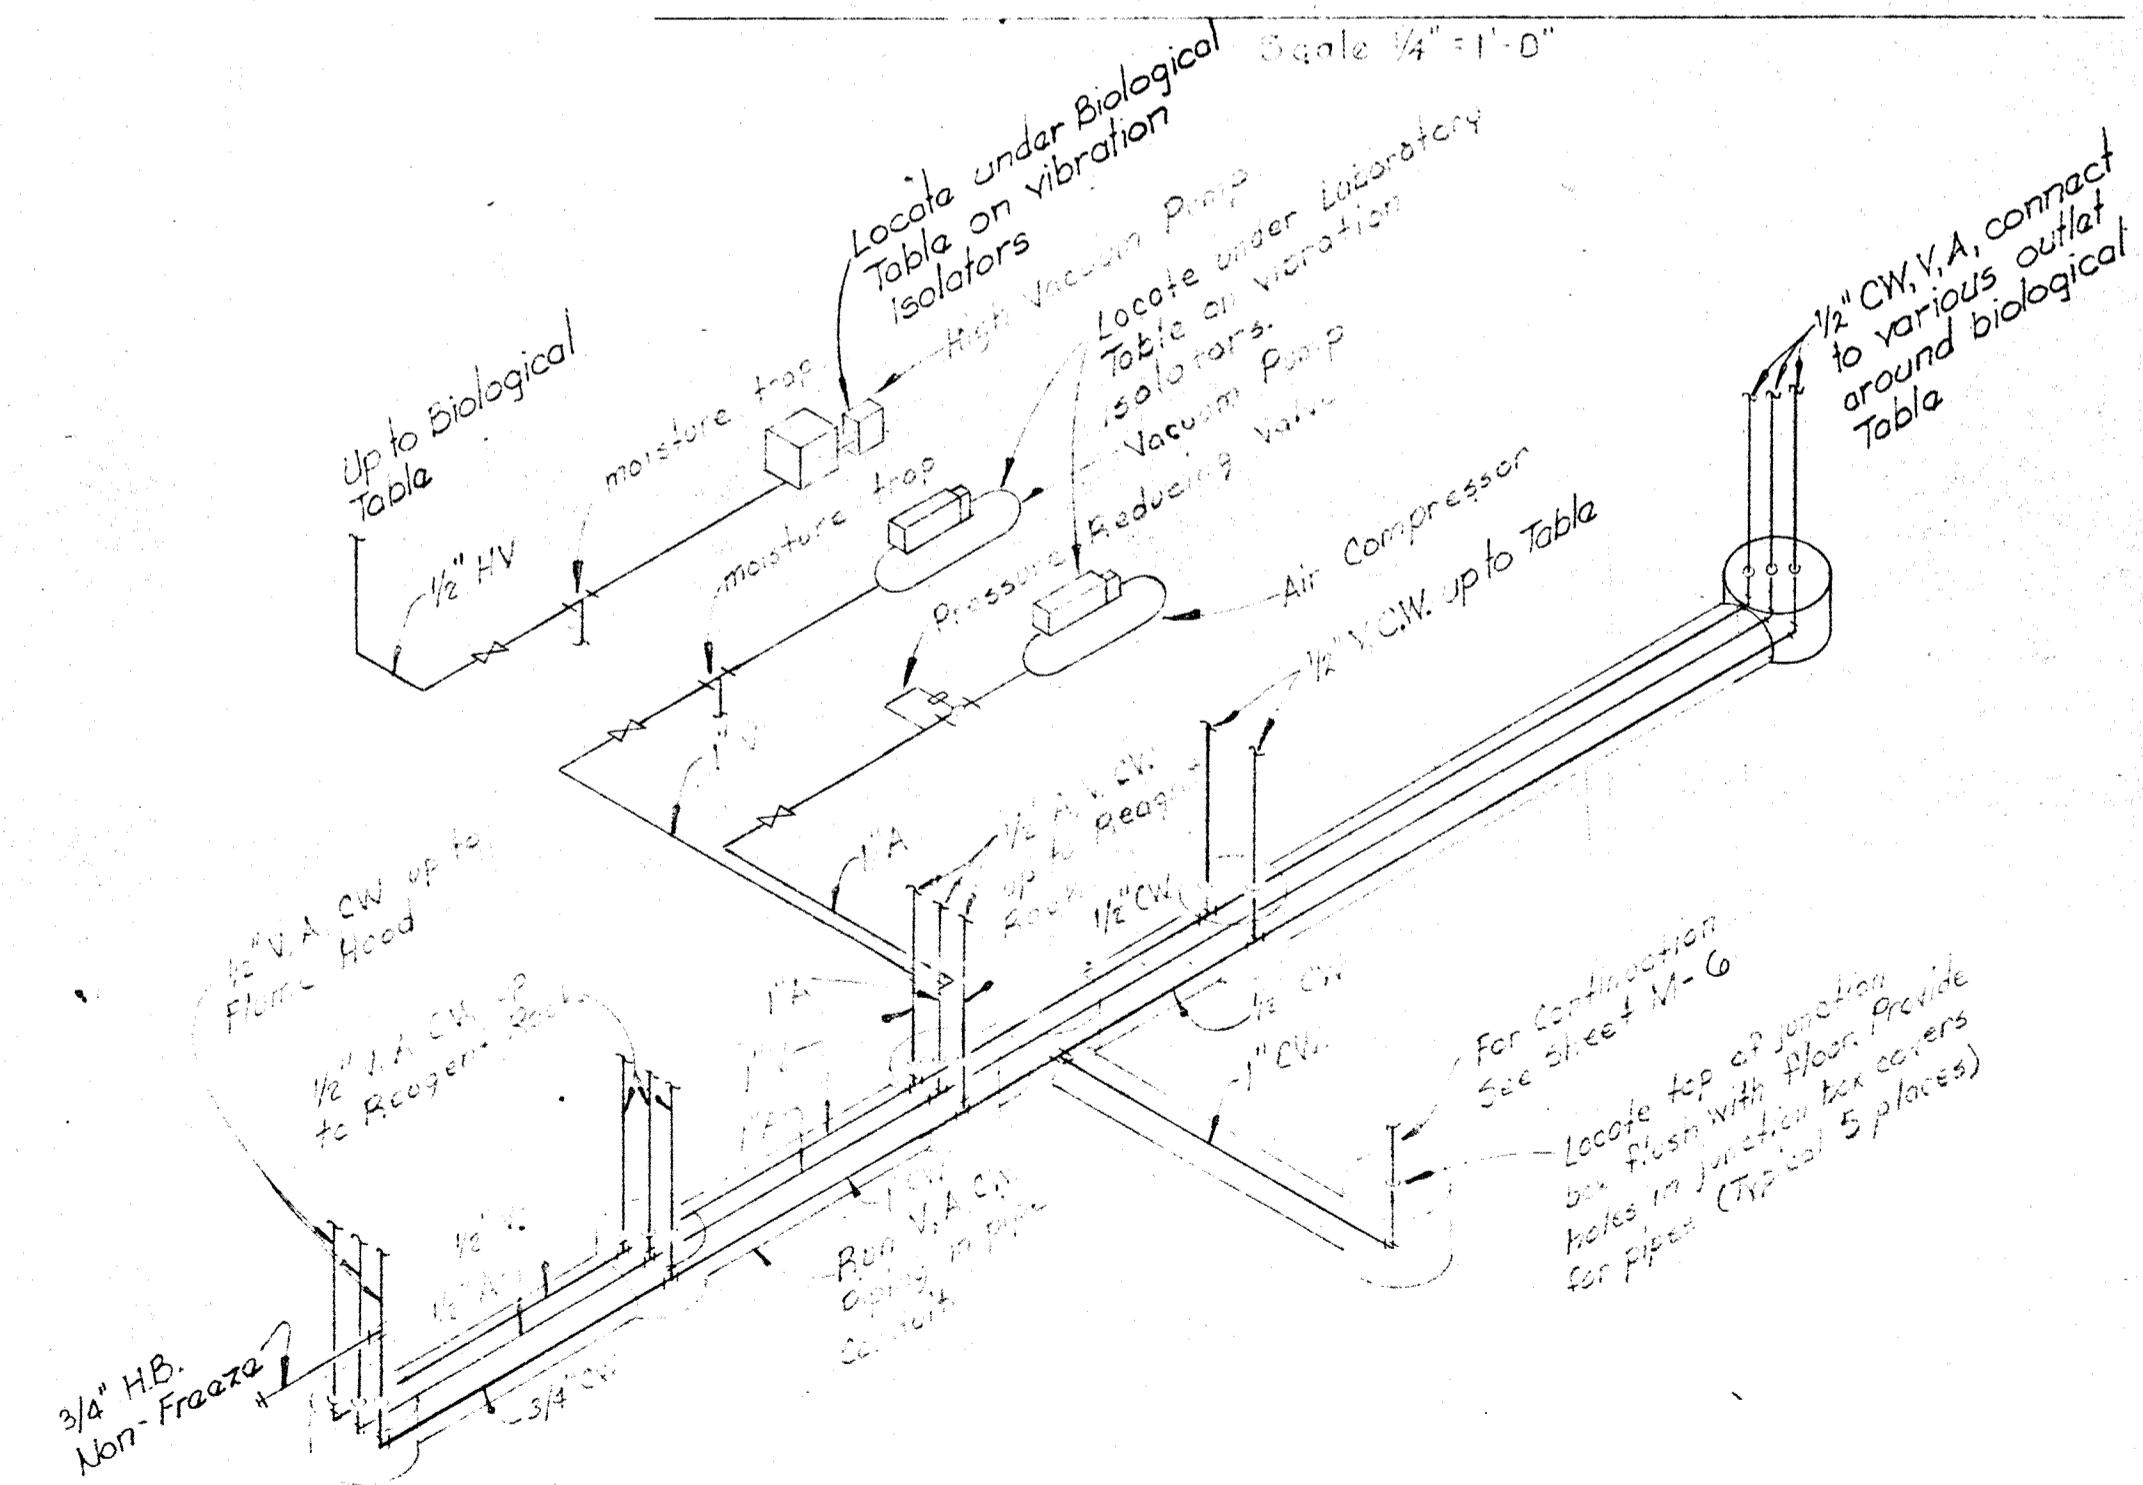 Scale 1/4" = 1'-0"
Locate under Biological
Table on vibration
Isolators
High Vacuum Pump
Locate under Laboratory
Table on vibration
Isolators.
Vacuum Pump
Pressure Reducing Valve
Air Compressor
1/2" V. C.W. up to Table
1/2" CW, V, A, connect
to various outlet
around biological
Table
Up to Biological
Table
1/2" HV
moisture trap
moisture trap
1" V
1" A
1/2" A. V. CW.
up to
1/2" CW.
1/2" V. A. CW up to
Flame Hood
1/2" V. A. CW. up
to Reagent Rack
1" A
1/2" CW
1" CW.
For Continuation
See Sheet M-6
Locate top of junction
box flush with floor. Provide
holes in junction box covers
for pipes (Typical 5 places)
1/2" V.
1/2" A
1" CW
Run V, A, C.W.
piping in pipe
conduit
3/4" CW.
3/4" H.B.
Non-Freeze